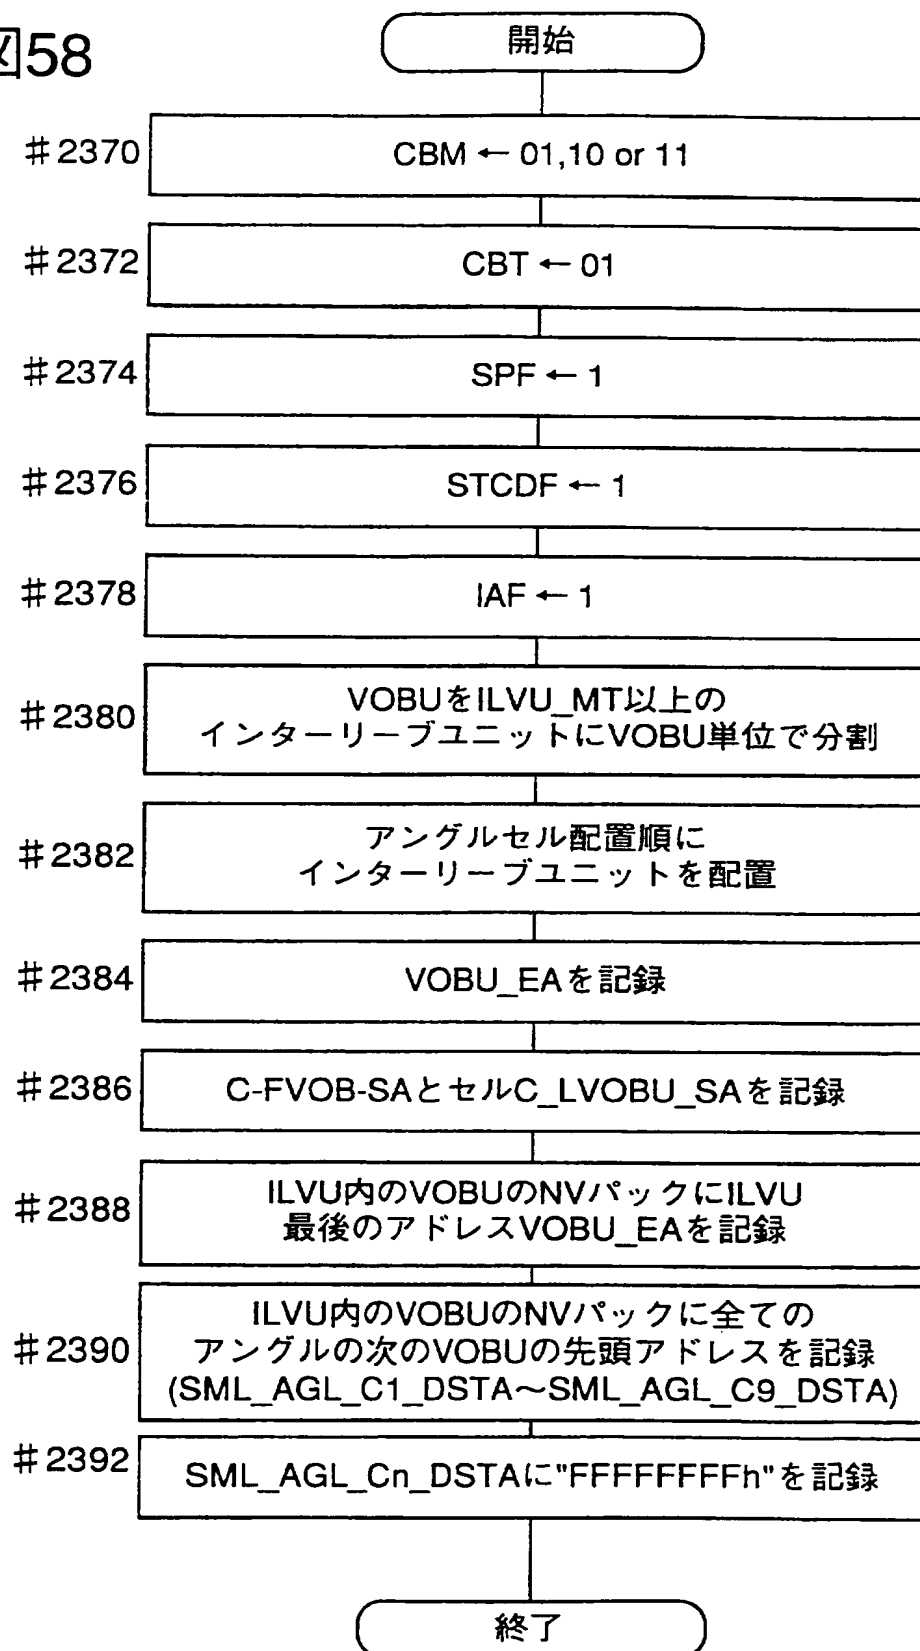 図58
開始
#2370
CBM ← 01,10 or 11
#2372
CBT ← 01
#2374
SPF ← 1
#2376
STCDF ← 1
#2378
IAF ← 1
#2380
VOBUをILVU_MT以上の
インターリーブユニットにVOBU単位で分割
#2382
アングルセル配置順に
インターリーブユニットを配置
#2384
VOBU_EAを記録
#2386
C-FVOB-SAとセルC_LVOBU_SAを記録
#2388
ILVU内のVOBUのNVパックにILVU
最後のアドレスVOBU_EAを記録
#2390
ILVU内のVOBUのNVパックに全ての
アングルの次のVOBUの先頭アドレスを記録
(SML_AGL_C1_DSTA～SML_AGL_C9_DSTA)
#2392
SML_AGL_Cn_DSTAに"FFFFFFFFh"を記録
終了